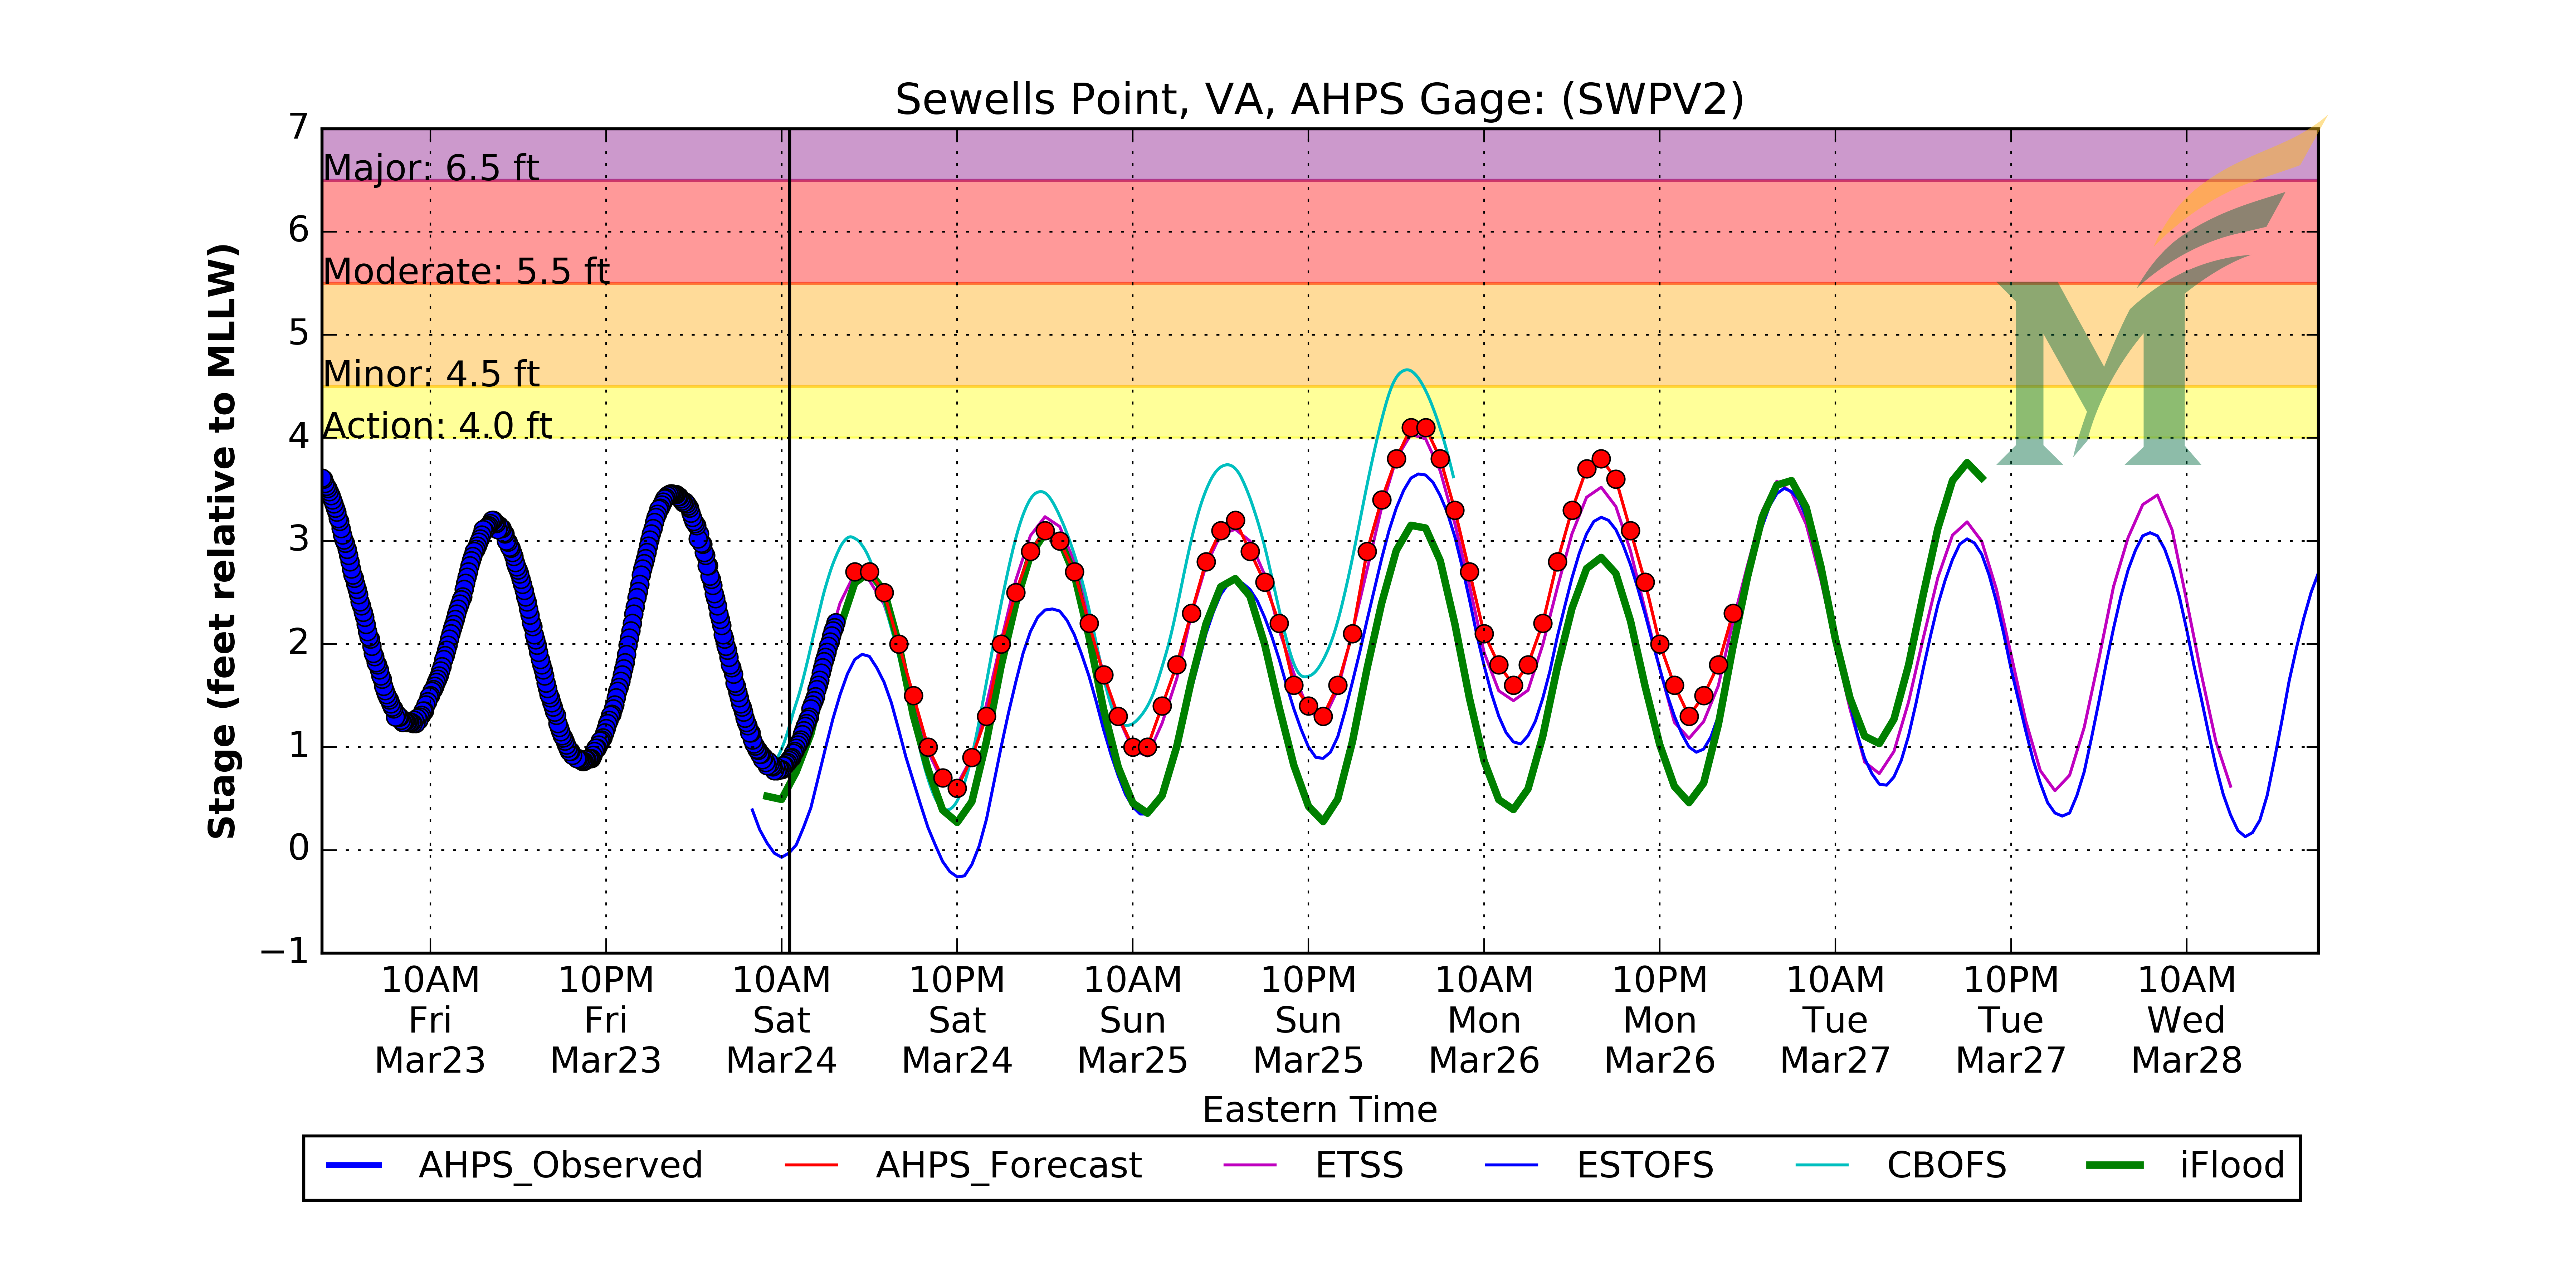 Sewells Point, VA, AHPS Gage: (SWPV2)
Stage (feet relative to MLLW)
7
6
5
4
3
2
1
0
−1
Major: 6.5 ft
Moderate: 5.5 ft
Minor: 4.5 ft
Action: 4.0 ft
M
10AM 10PM 10AM 10PM 10AM 10PM 10AM 10PM 10AM 10PM 10AM
Fri Fri Sat Sat Sun Sun Mon Mon Tue Tue Wed
Mar23 Mar23 Mar24 Mar24 Mar25 Mar25 Mar26 Mar26 Mar27 Mar27 Mar28
Eastern Time
AHPS_Observed AHPS_Forecast ETSS ESTOFS CBOFS iFlood